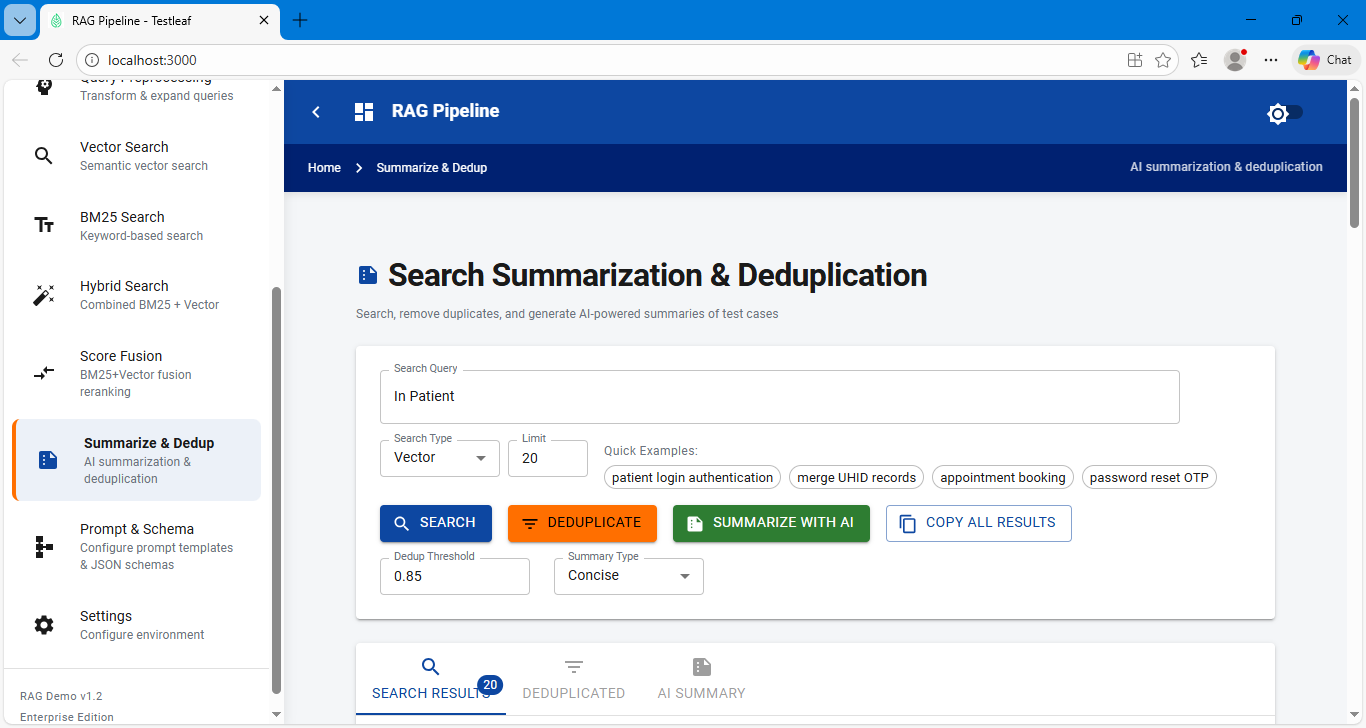 RAG Pipeline - Testleaf
localhost:3000
Chat
Query Preprocessing
Transform & expand queries
Vector Search
Semantic vector search
BM25 Search
Keyword-based search
Hybrid Search
Combined BM25 + Vector
Score Fusion
BM25+Vector fusion
reranking
Summarize & Dedup
AI summarization &
deduplication
Prompt & Schema
Configure prompt templates
& JSON schemas
Settings
Configure environment
RAG Demo v1.2
Enterprise Edition
RAG Pipeline
Home
Summarize & Dedup
AI summarization & deduplication
Search Summarization & Deduplication
Search, remove duplicates, and generate AI-powered summaries of test cases
Search Query
In Patient
Search Type
Vector
Limit
20
Quick Examples:
patient login authentication
merge UHID records
appointment booking
password reset OTP
SEARCH
DEDUPLICATE
SUMMARIZE WITH AI
COPY ALL RESULTS
Dedup Threshold
0.85
Summary Type
Concise
SEARCH RESULTS
20
DEDUPLICATED
AI SUMMARY